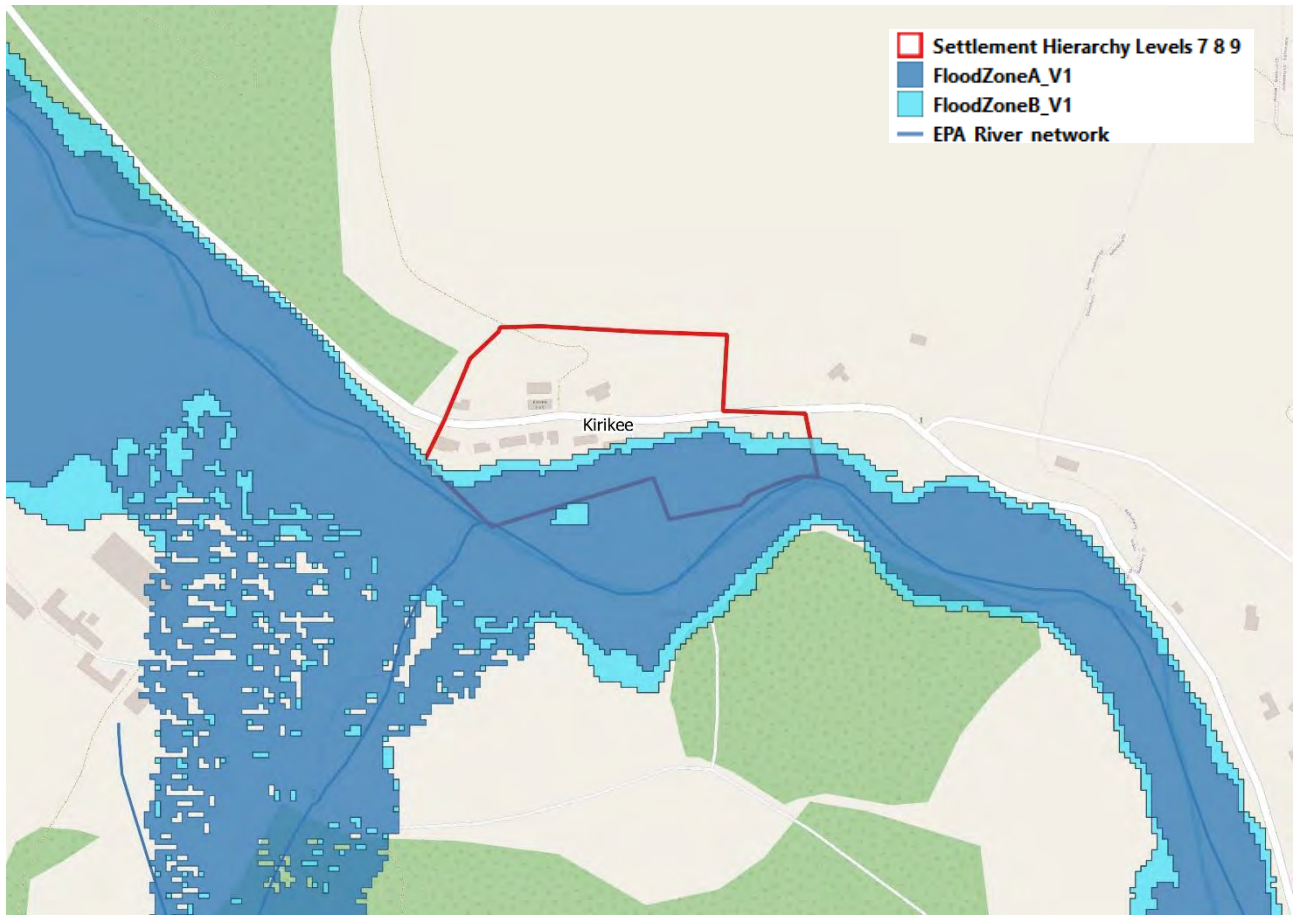 Settlement Hierarchy Levels 7 8 9
FloodZoneA_V1
FloodZoneB_V1
EPA River network
Kirikee